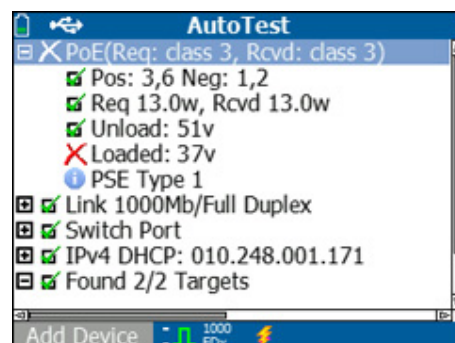 AutoTest
PoE(Req: class 3, Rcvd: class 3)
Pos: 3,6 Neg: 1,2
Req 13.0w, Rcvd 13.0w
Unload: 51v
Loaded: 37v
PSE Type 1
Link 1000Mb/Full Duplex
Switch Port
IPv4 DHCP: 010.248.001.171
Found 2/2 Targets
Add Device
1000
FDx